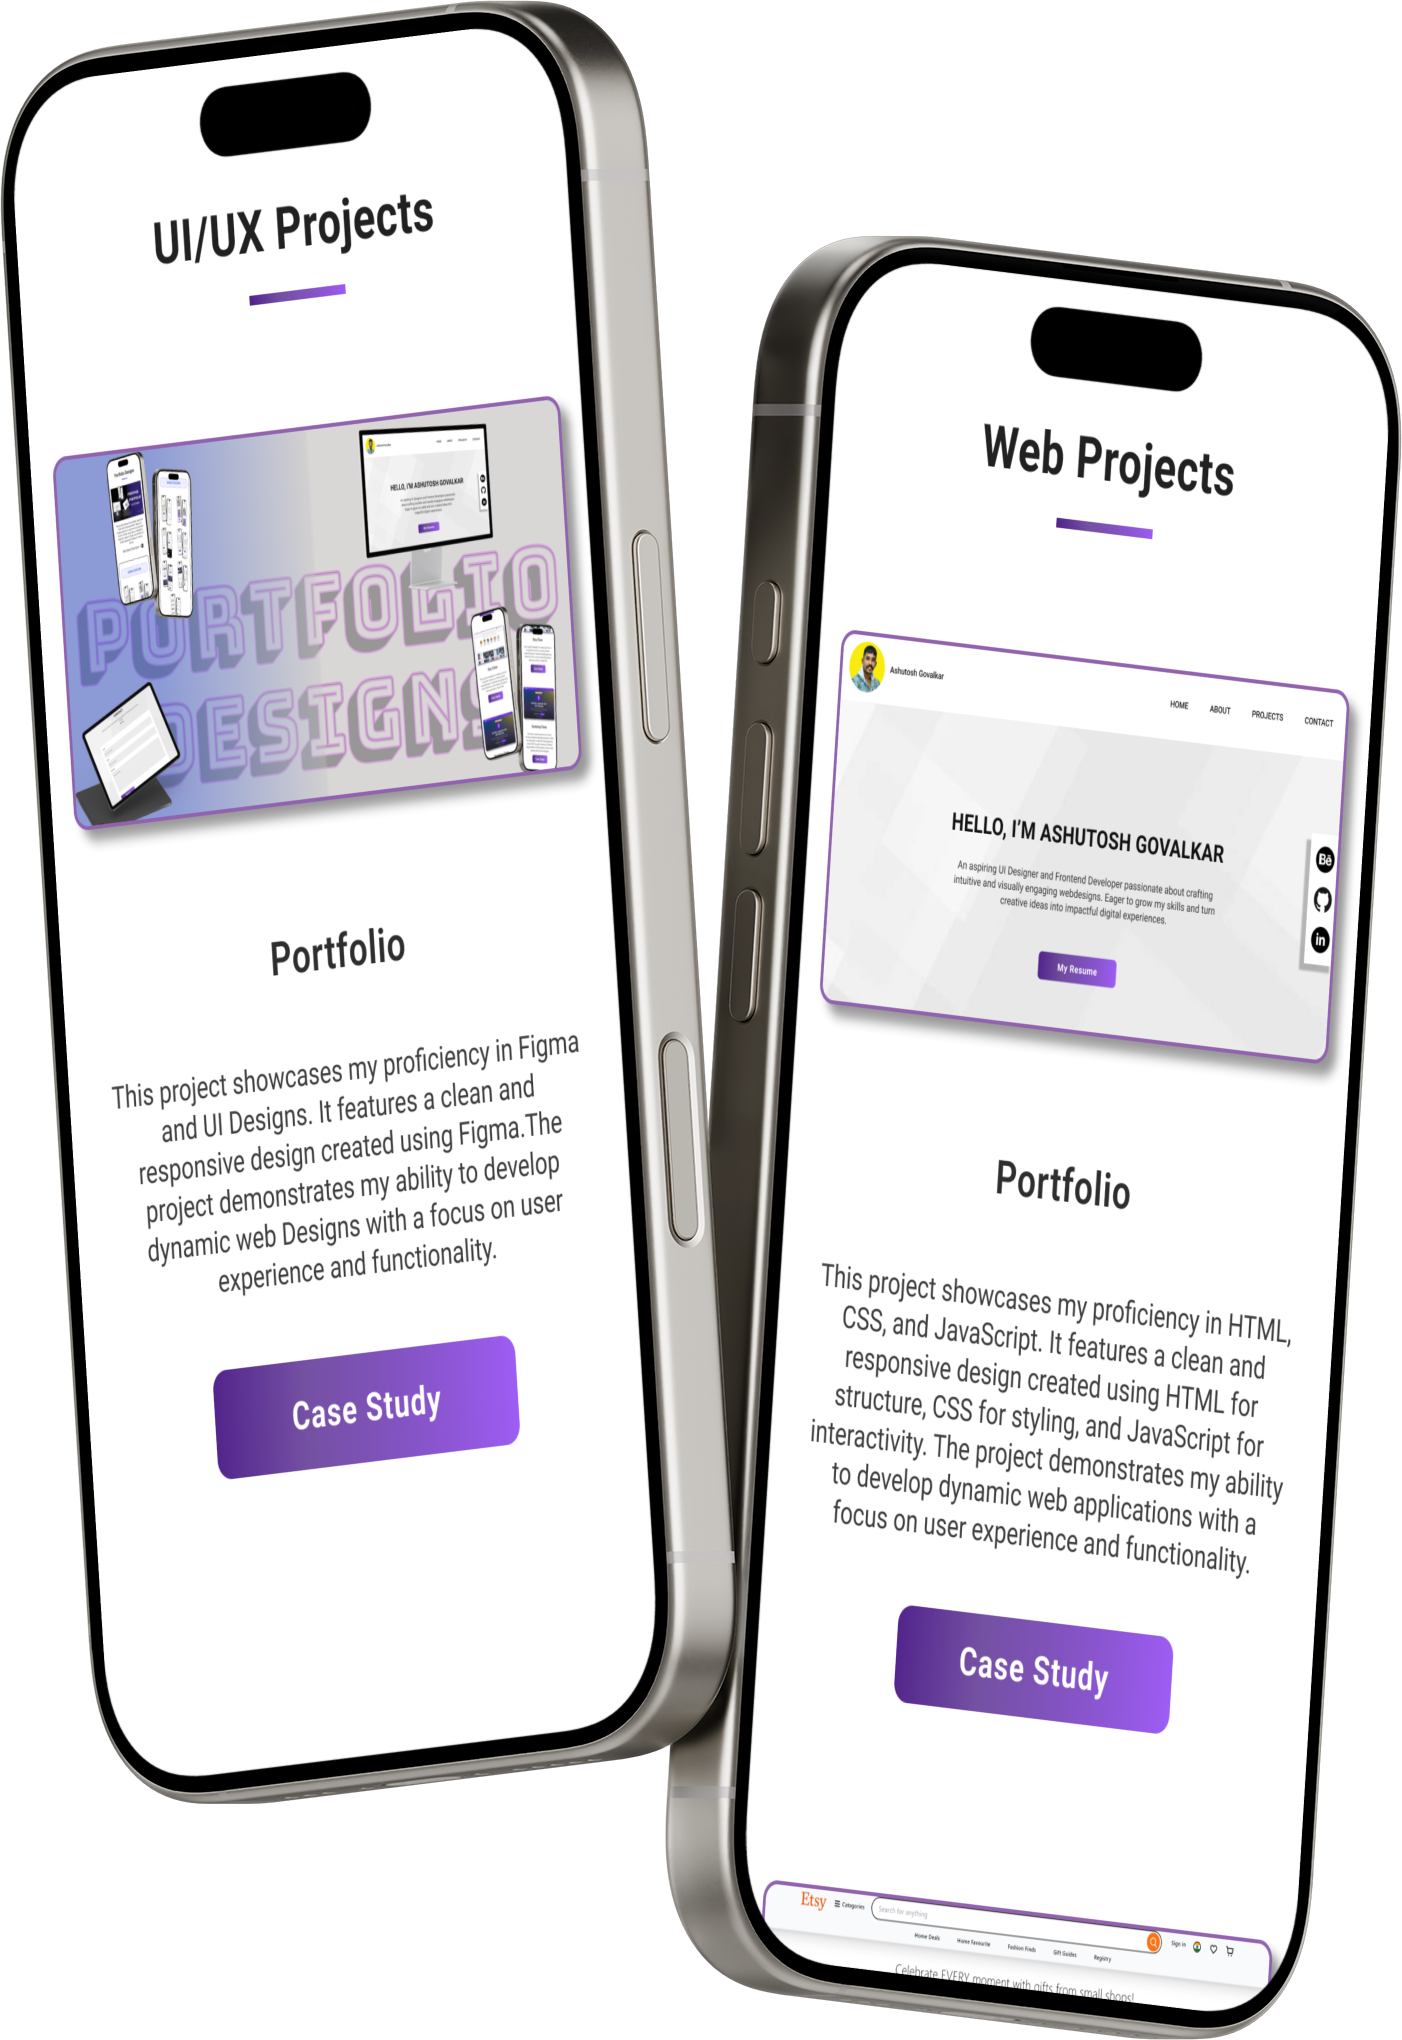 UI/UX Projects
HELLO, I'M ASHUTOSH GOVALKAR
PORTFOLIO
DESIGNS
Portfolio
This project showcases my proficiency in Figma
and UI Designs. It features a clean and
responsive design created using Figma.The
project demonstrates my ability to develop
dynamic web Designs with a focus on user
experience and functionality.
Case Study
Web Projects
Ashutosh Govalkar
HOME ABOUT PROJECTS CONTACT
HELLO, I'M ASHUTOSH GOVALKAR
An aspiring UI Designer and Frontend Developer passionate about crafting
intuitive and visually engaging webdesigns. Eager to grow my skills and turn
creative ideas into impactful digital experiences.
Bē
in
My Resume
Portfolio
This project showcases my proficiency in HTML,
CSS, and JavaScript. It features a clean and
responsive design created using HTML for
structure, CSS for styling, and JavaScript for
interactivity. The project demonstrates my ability
to develop dynamic web applications with a
focus on user experience and functionality.
Case Study
Etsy Categories Search for anything Sign in
Home Deals Home Favourite Fashion Finds Gift Guides Registry
Celebrate EVERY moment with gifts from small shops!